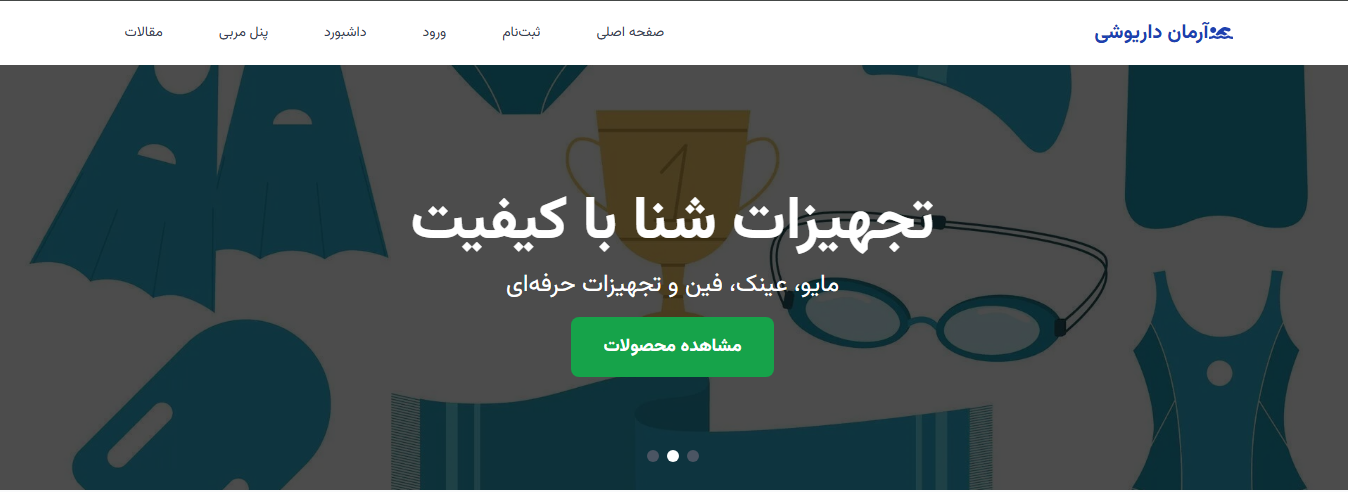 آرمان داریوشی
صفحه اصلی ثبت‌نام ورود داشبورد پنل مربی مقالات
1
تجهیزات شنا با کیفیت
مایو، عینک، فین و تجهیزات حرفه‌ای
مشاهده محصولات